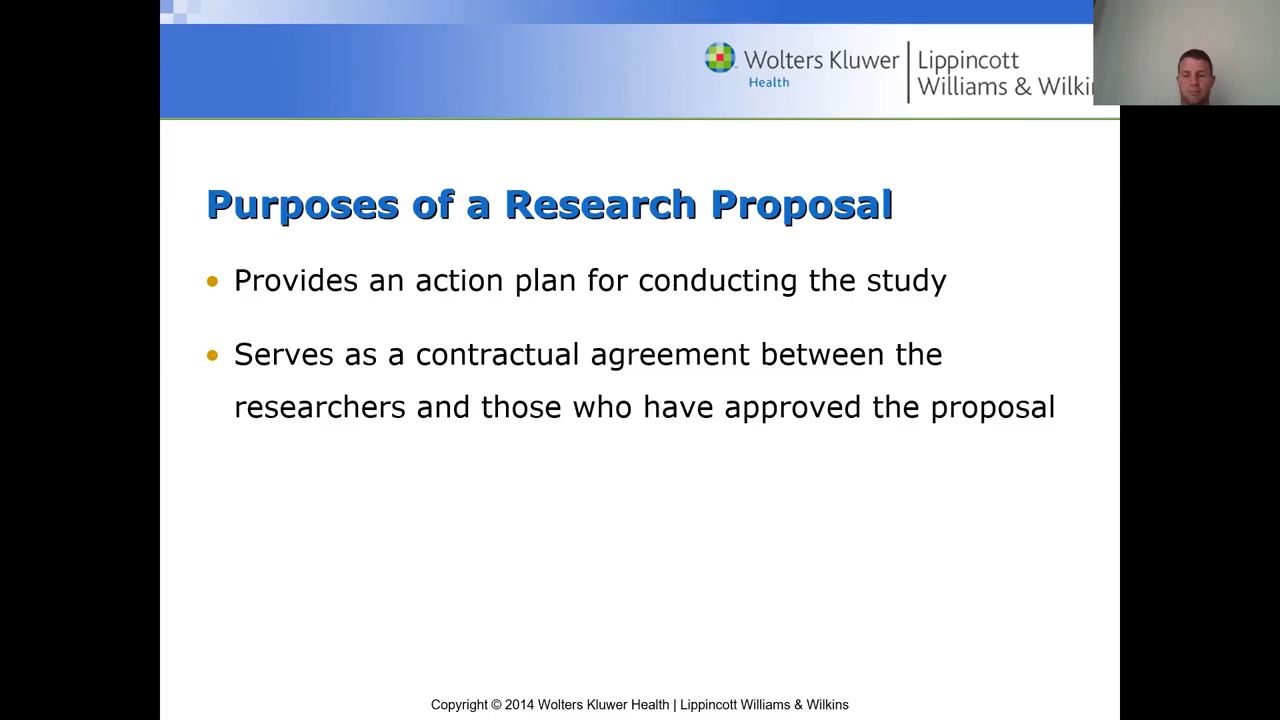 Wolters Kluwer
Health
Lippincott
Williams & Wilki
Purposes of a Research Proposal
• Provides an action plan for conducting the study
• Serves as a contractual agreement between the
researchers and those who have approved the proposal
Copyright © 2014 Wolters Kluwer Health | Lippincott Williams & Wilkins